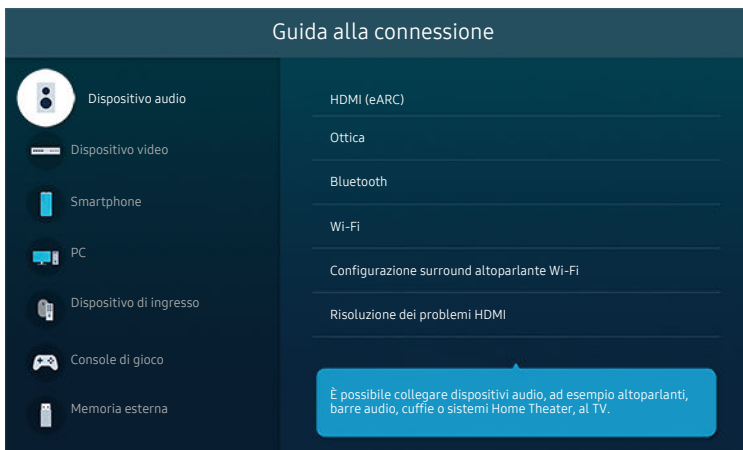 Guida alla connessione
Dispositivo audio
Dispositivo video
Smartphone
PC
Dispositivo di ingresso
Console di gioco
Memoria esterna
HDMI (eARC)
Ottica
Bluetooth
Wi-Fi
Configurazione surround altoparlante Wi-Fi
Risoluzione dei problemi HDMI
È possibile collegare dispositivi audio, ad esempio altoparlanti,
barre audio, cuffie o sistemi Home Theater, al TV.